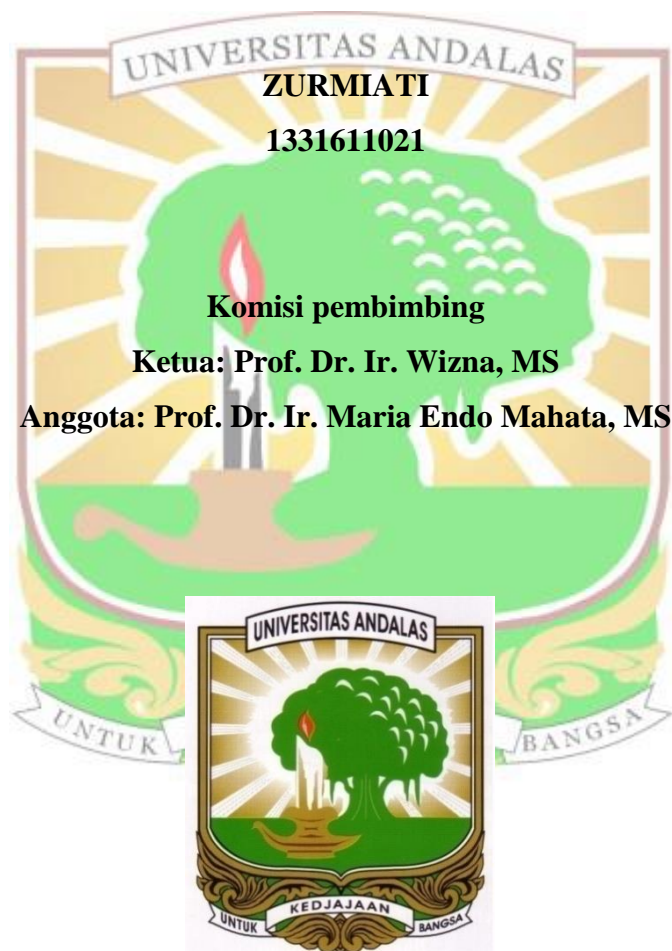 UNIVERSITAS ANDALAS
ZURMIATI
1331611021
Komisi pembimbing
Ketua: Prof. Dr. Ir. Wizna, MS
Anggota: Prof. Dr. Ir. Maria Endo Mahata, MS
UNIVERSITAS ANDALAS
UNTUK BANGSA
KEDJAJAAN
UNTUK BANGSA